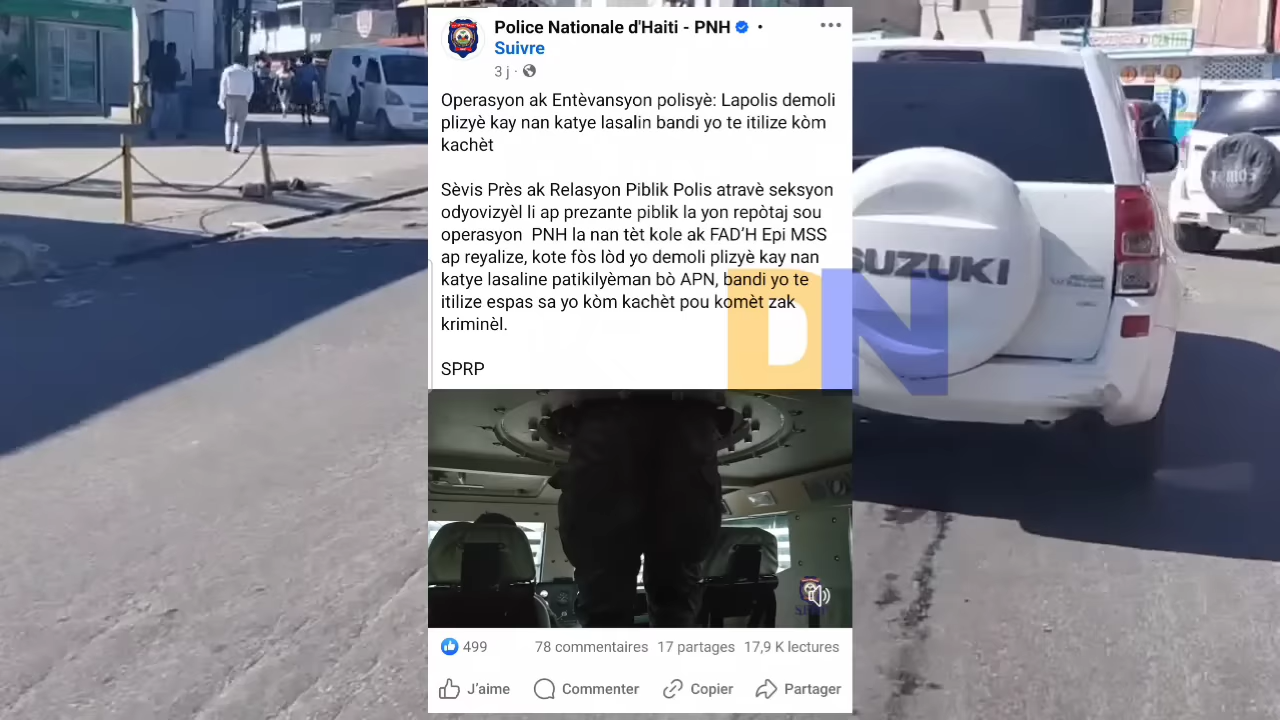 Police Nationale d'Haiti - PNH ·
Suivre
3 j ·
Operasyon ak Entèvansyon polisyè: Lapolis demoli
plizyè kay nan katye lasalin bandi yo te itilize kòm
kachèt
Sèvis Près ak Relasyon Piblik Polis atravè seksyon
odyovizyèl li ap prezante piblik la yon repòtaj sou
operasyon PNH la nan tèt kole ak FAD'H Epi MSS
ap reyalize, kote fòs lòd yo demoli plizyè kay nan
katye lasaline patikilyèman bò APN, bandi yo te
itilize espas sa yo kòm kachèt pou komèt zak
kriminèl.
SPRP
DN
499 78 commentaires 17 partages 17,9 K lectures
J'aime Commenter Copier Partager
SUZUKI
CENTER